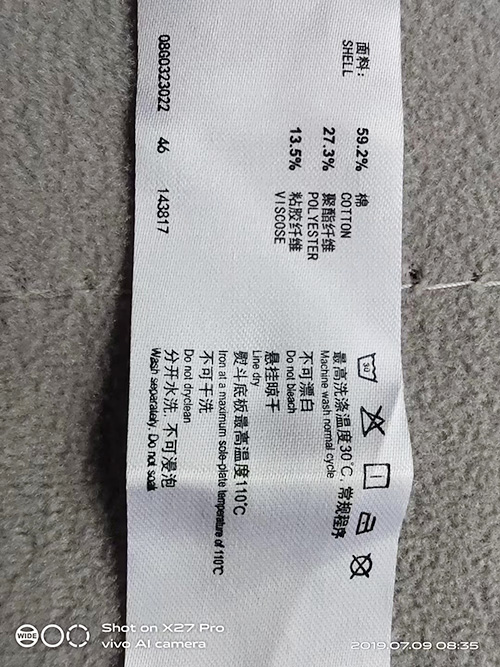 面料:
SHELL
59.2% 棉
COTTON
27.3% 聚酯纤维
POLYESTER
13.5% 粘胶纤维
VISCOSE
08G0323022 46 143817
30
最高洗涤温度30℃, 常规程序
Machine wash normal cycle
不可漂白
Do not bleach
悬挂晾干
Line dry
熨斗底板最高温度110℃
Iron at a maximum sole-plate temperature of 110℃
不可干洗
Do not dryclean
分开水洗, 不可浸泡
Wash separately, Do not soak
WIDE
Shot on X27 Pro
vivo AI camera
2019.07.09 08:35